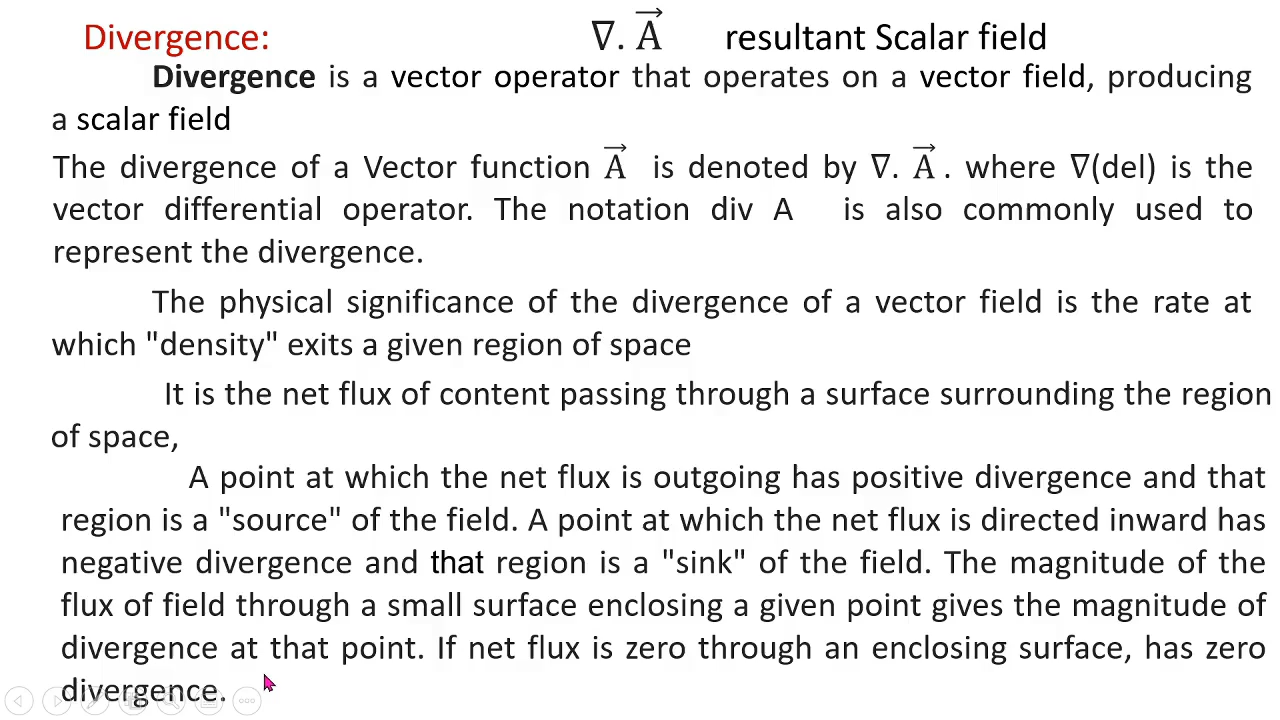 Divergence: ∇. A⃗ resultant Scalar field
Divergence is a vector operator that operates on a vector field, producing
a scalar field
The divergence of a Vector function A⃗ is denoted by ∇. A⃗ . where ∇(del) is the
vector differential operator. The notation div A is also commonly used to
represent the divergence.
The physical significance of the divergence of a vector field is the rate at
which "density" exits a given region of space
It is the net flux of content passing through a surface surrounding the region
of space,
A point at which the net flux is outgoing has positive divergence and that
region is a "source" of the field. A point at which the net flux is directed inward has
negative divergence and that region is a "sink" of the field. The magnitude of the
flux of field through a small surface enclosing a given point gives the magnitude of
divergence at that point. If net flux is zero through an enclosing surface, has zero
divergence.